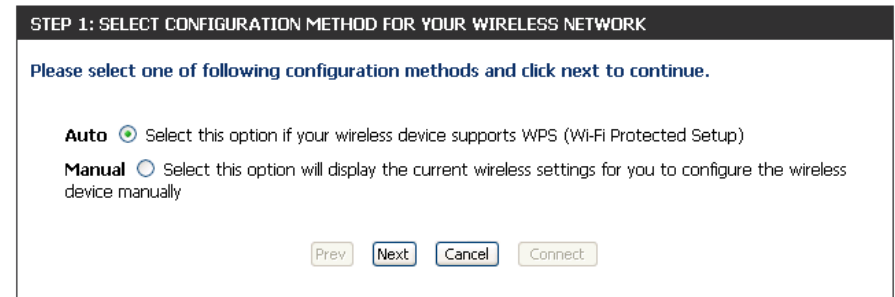 STEP 1: SELECT CONFIGURATION METHOD FOR YOUR WIRELESS NETWORK
Please select one of following configuration methods and click next to continue.
Auto Select this option if your wireless device supports WPS (Wi-Fi Protected Setup)
Manual Select this option will display the current wireless settings for you to configure the wireless
device manually
Prev Next Cancel Connect